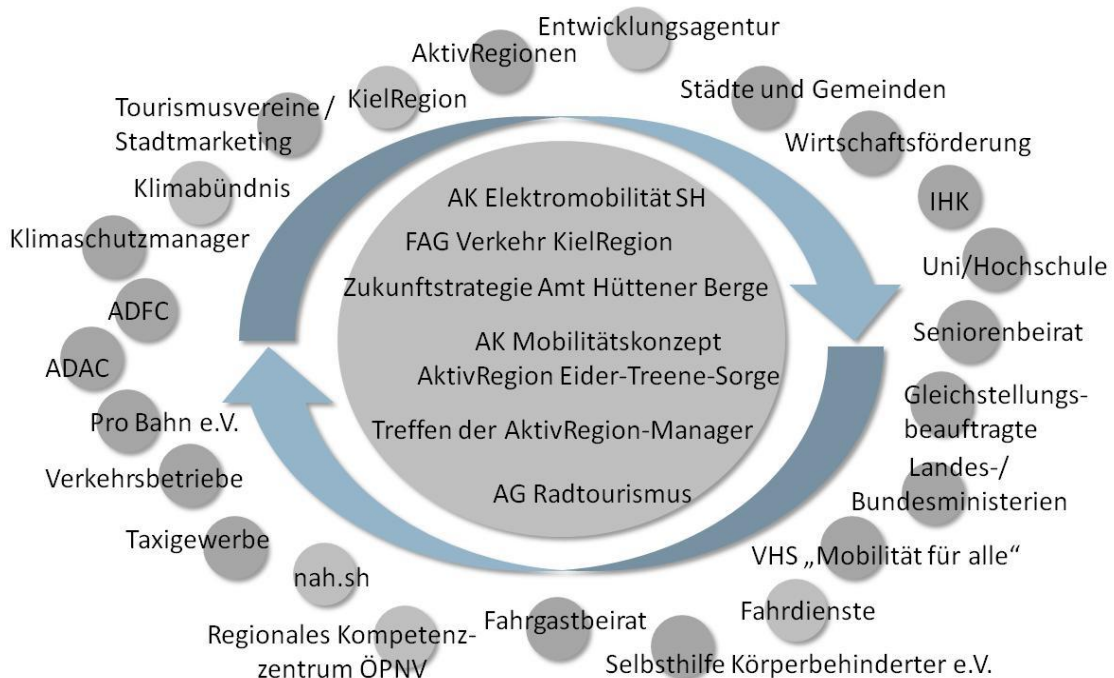 Entwicklungsagentur
AktivRegionen
KielRegion
Tourismusvereine /
Stadtmarketing
Klimabündnis
Klimaschutzmanager
ADFC
ADAC
Pro Bahn e.V.
Verkehrsbetriebe
Taxigewerbe
nah.sh
Regionales Kompetenz-
zentrum ÖPNV
Fahrgastbeirat
Selbsthilfe Körperbehinderter e.V.
Fahrdienste
VHS „Mobilität für alle“
Landes-/
Bundesministerien
Gleichstellungs-
beauftragte
Seniorenbeirat
Uni/Hochschule
IHK
Wirtschaftsförderung
Städte und Gemeinden
AK Elektromobilität SH
FAG Verkehr KielRegion
Zukunftstrategie Amt Hüttener Berge
AK Mobilitätskonzept
AktivRegion Eider-Treene-Sorge
Treffen der AktivRegion-Manager
AG Radtourismus